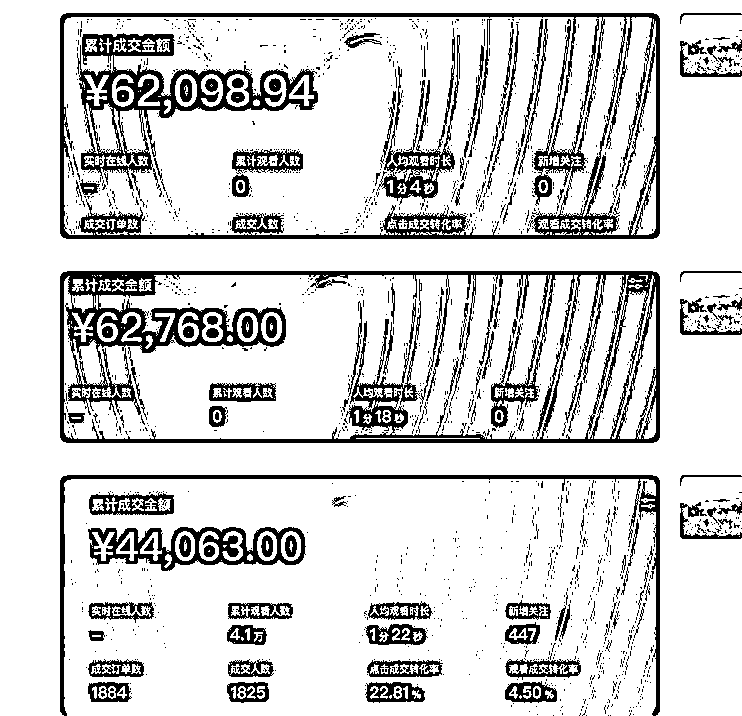 累计成交金额
¥62,098.94
实时在线人数 累计观看人数 人均观看时长 新增关注
- 0 1分4秒 0
成交订单数 成交人数 点击成交转化率 观看成交转化率
累计成交金额
¥62,768.00
实时在线人数 累计观看人数 人均观看时长 新增关注
- 0 1分18秒 0
累计成交金额
¥44,063.00
实时在线人数 累计观看人数 人均观看时长 新增关注
- 4.1万 1分22秒 447
成交订单数 成交人数 点击成交转化率 观看成交转化率
1884 1825 22.81% 4.50%